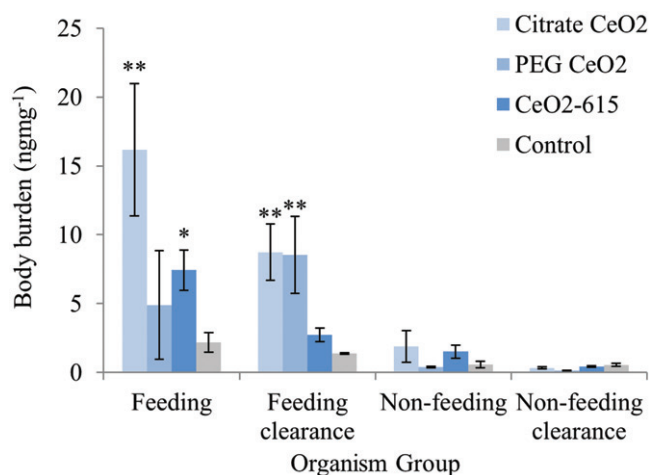 25
20
15
10
5
0
Body burden (ngmg-1)
**
*
** **
Citrate CeO2
PEG CeO2
CeO2-615
Control
Feeding
Feeding
clearance
Non-feeding
Non-feeding
clearance
Organism Group